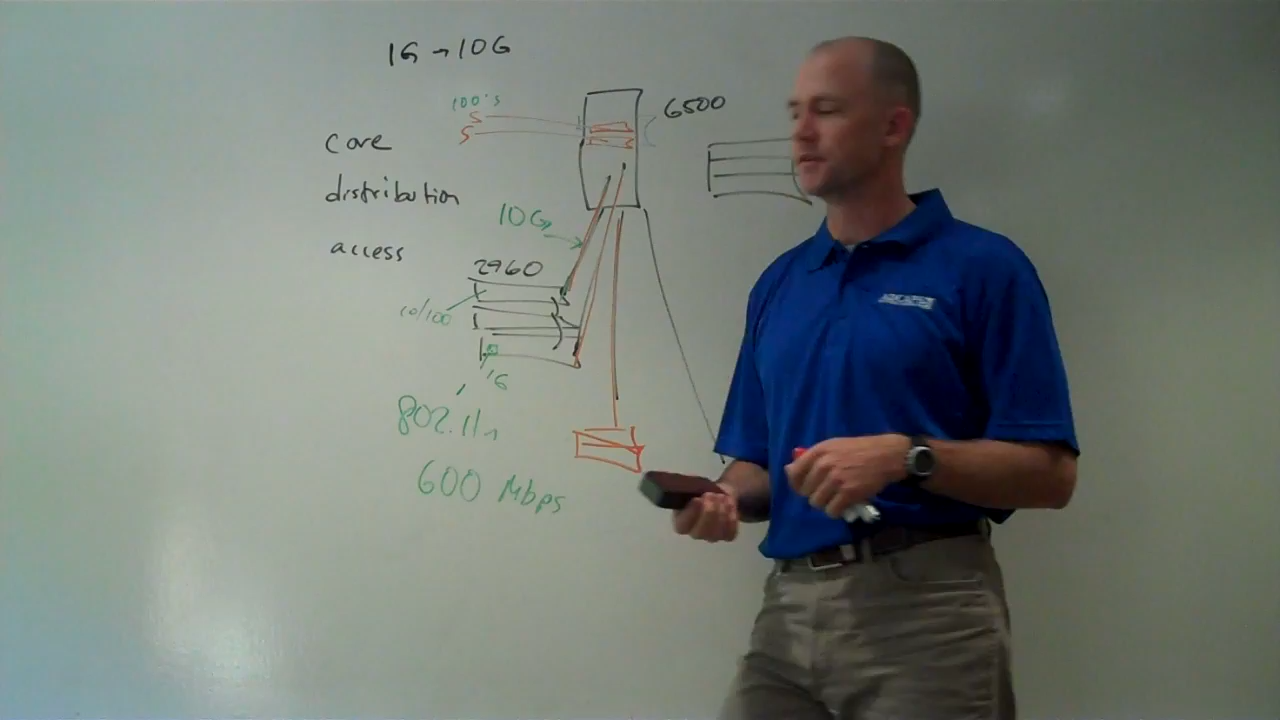 1G → 10G
100's
S
S
6500
core
distribution
10G
access
2960
10/100
1G
802.11n
600 Mbps